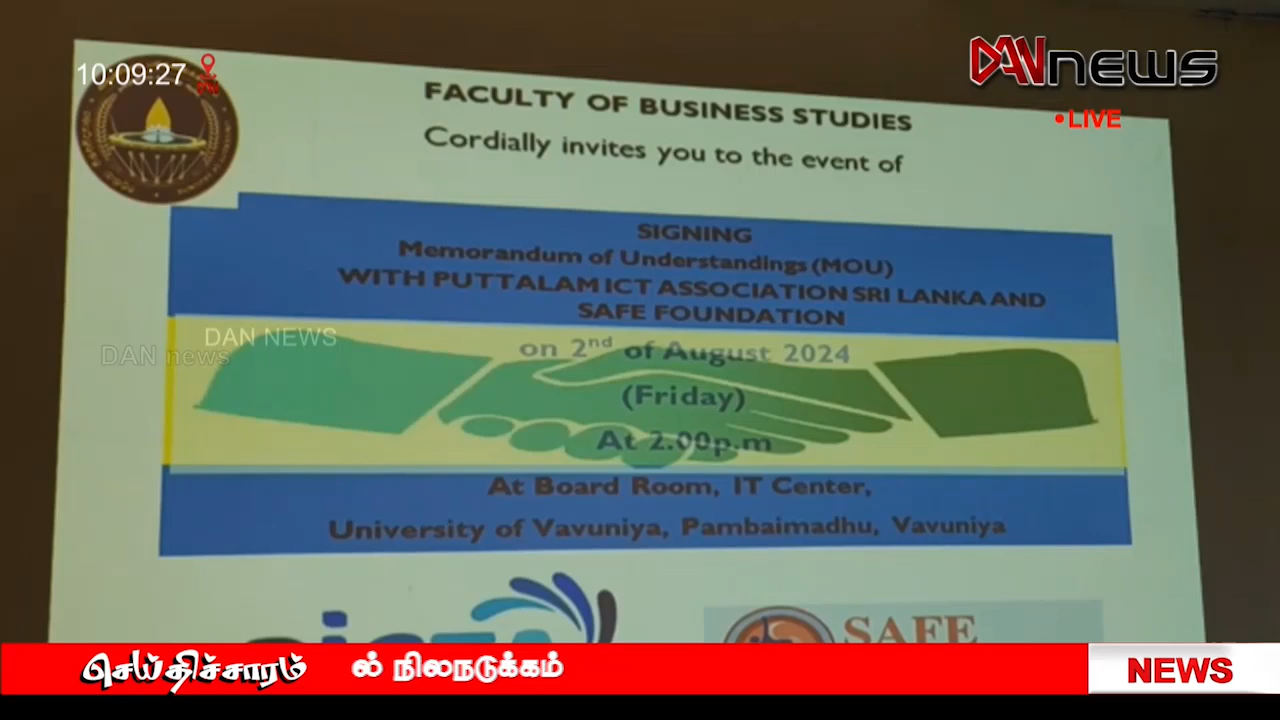 10:09:27
DAN news
LIVE
FACULTY OF BUSINESS STUDIES
Cordially invites you to the event of
SIGNING
Memorandum of Understandings (MOU)
WITH PUTTALAM ICT ASSOCIATION SRI LANKA AND
SAFE FOUNDATION
DAN NEWS
DAN news
on 2nd of August 2024
(Friday)
At 2.00p.m
At Board Room, IT Center,
University of Vavuniya, Pambaimadhu, Vavuniya
SAFE
செய்திச்சாரம்
ல் நிலநடுக்கம்
NEWS